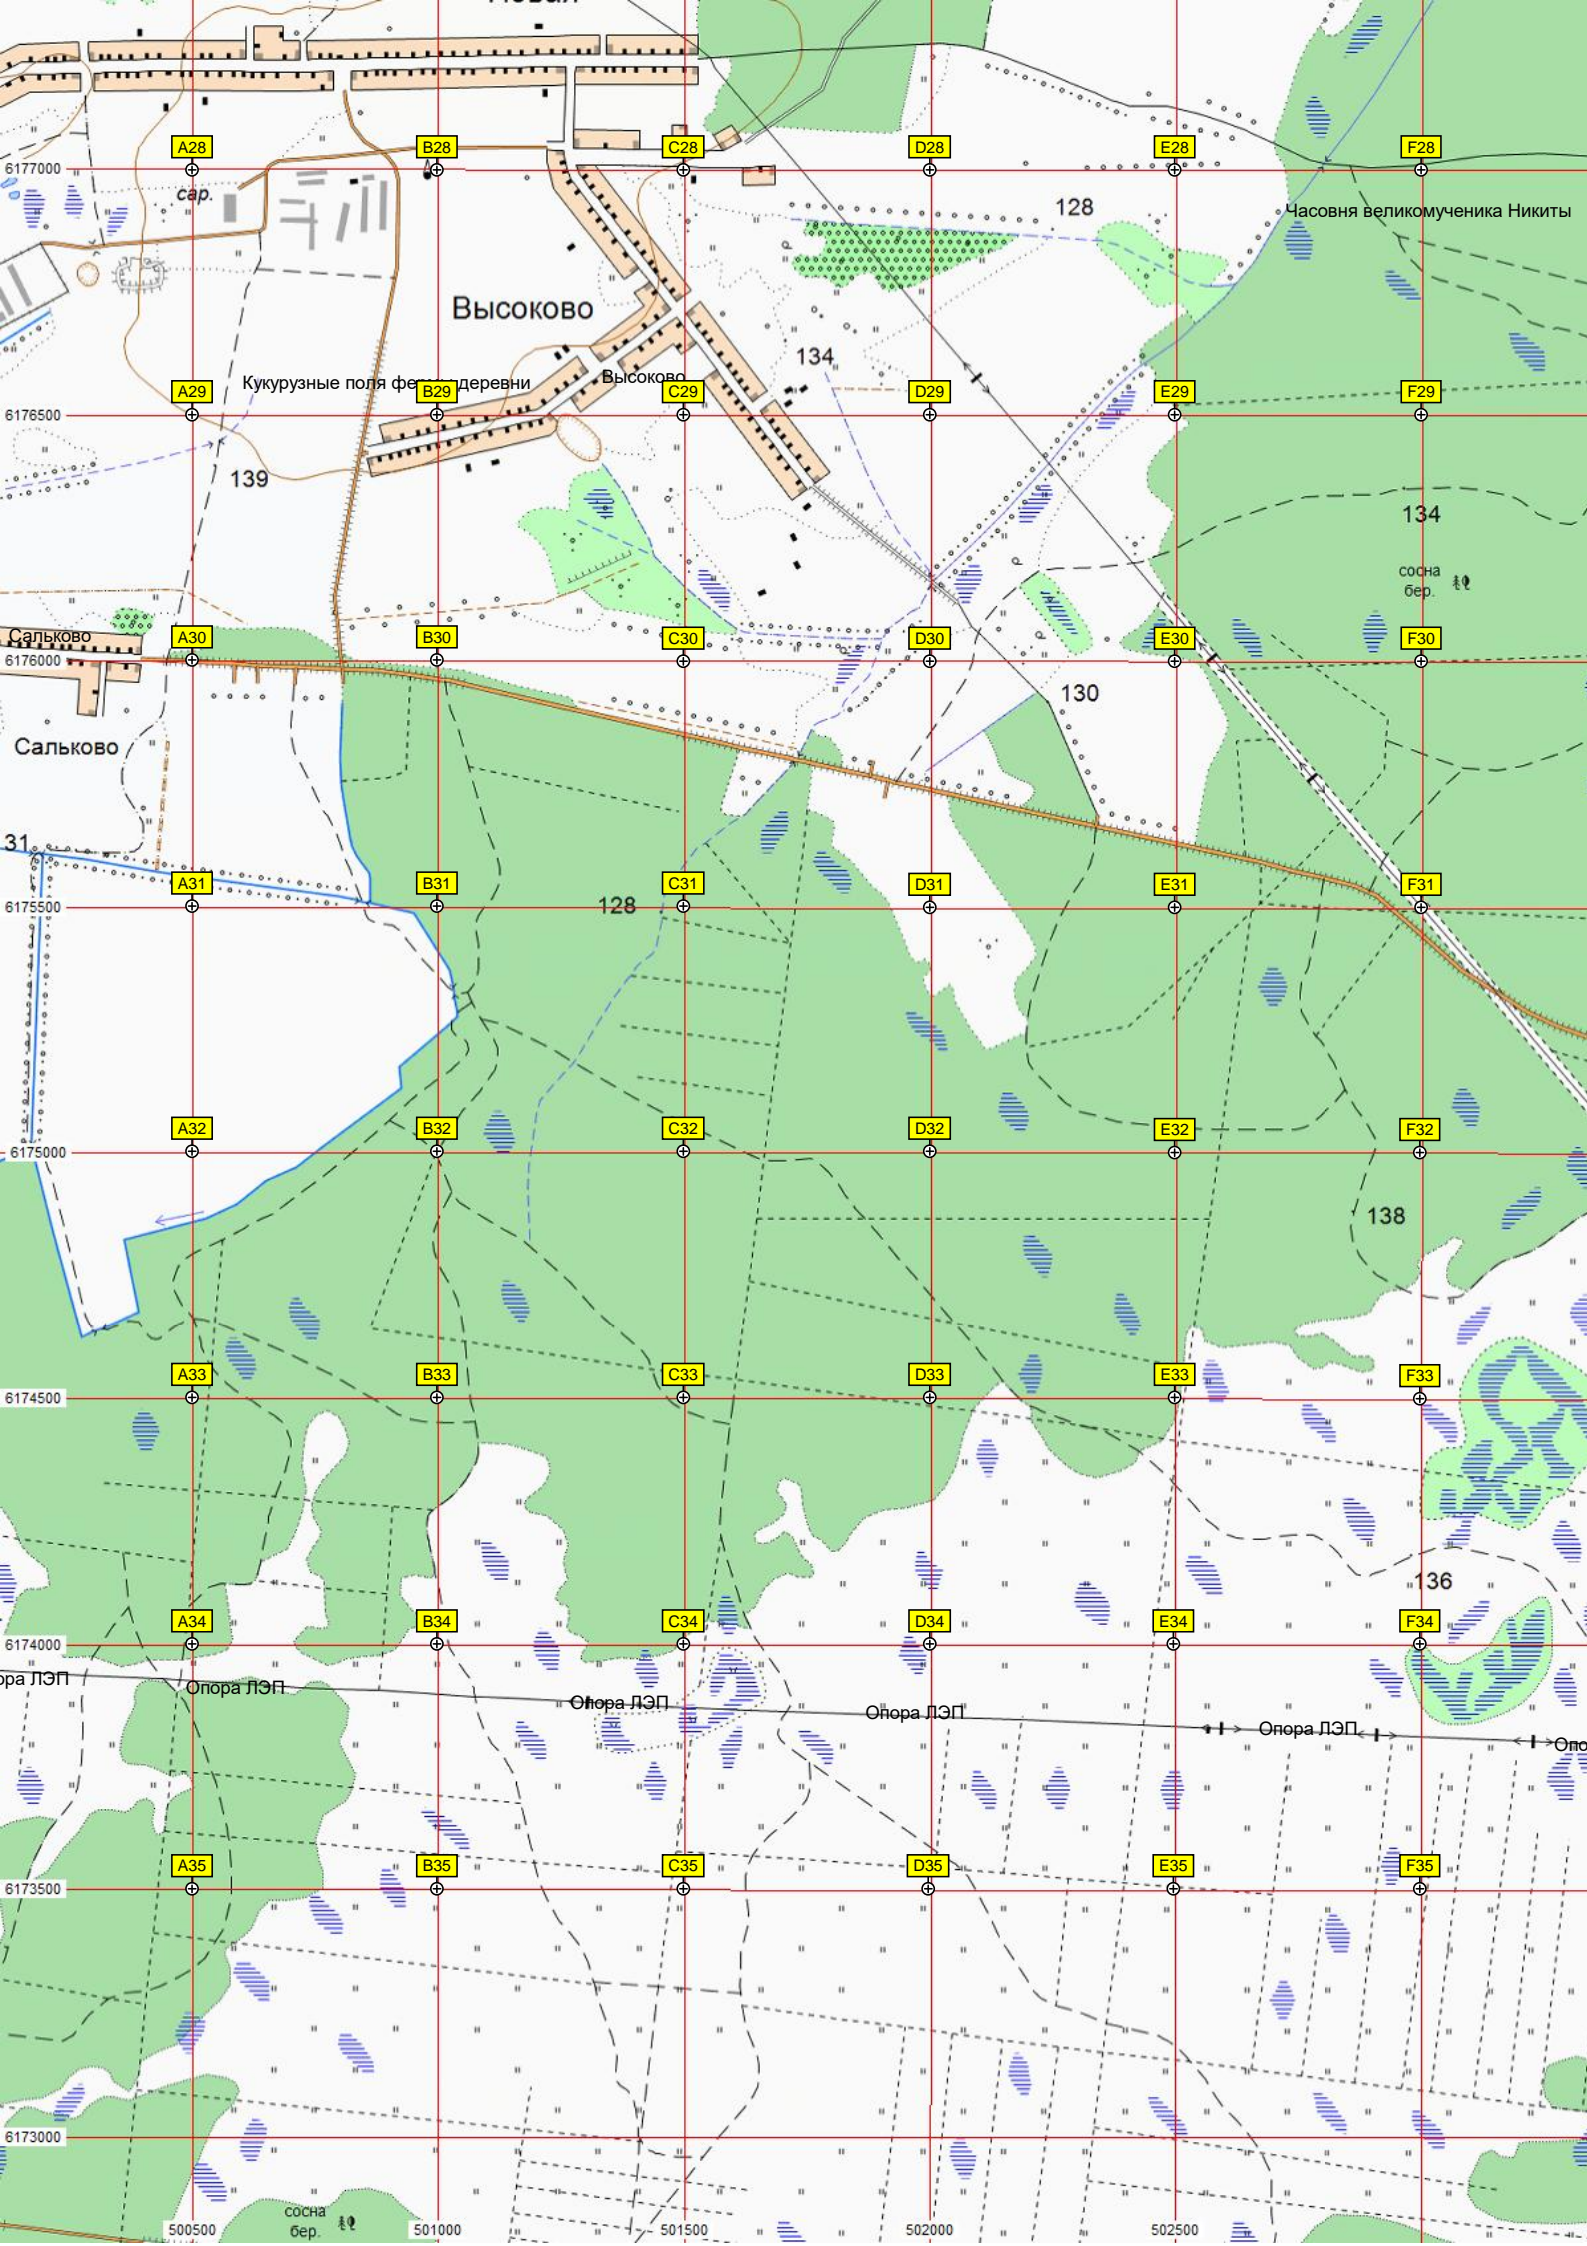 A28
B28
C28
D28
E28
F28
6177000
сар.
128
Часовня великомученика Никиты
Высоково
134
Кукурузные поля
деревни
Высоково
A29
B29
C29
D29
E29
F29
6176500
139
134
сосна
бер.
Сальково
A30
B30
C30
D30
E30
F30
6176000
130
Сальково
31
A31
B31
C31
D31
E31
F31
6175500
128
A32
B32
C32
D32
E32
F32
6175000
138
A33
B33
C33
D33
E33
F33
6174500
136
A34
B34
C34
D34
E34
F34
6174000
ора ЛЭП
Опора ЛЭП
Опора ЛЭП
Опора ЛЭП
Опора ЛЭП
Опо
A35
B35
C35
D35
E35
F35
6173500
6173000
сосна
бер.
500500
501000
501500
502000
502500